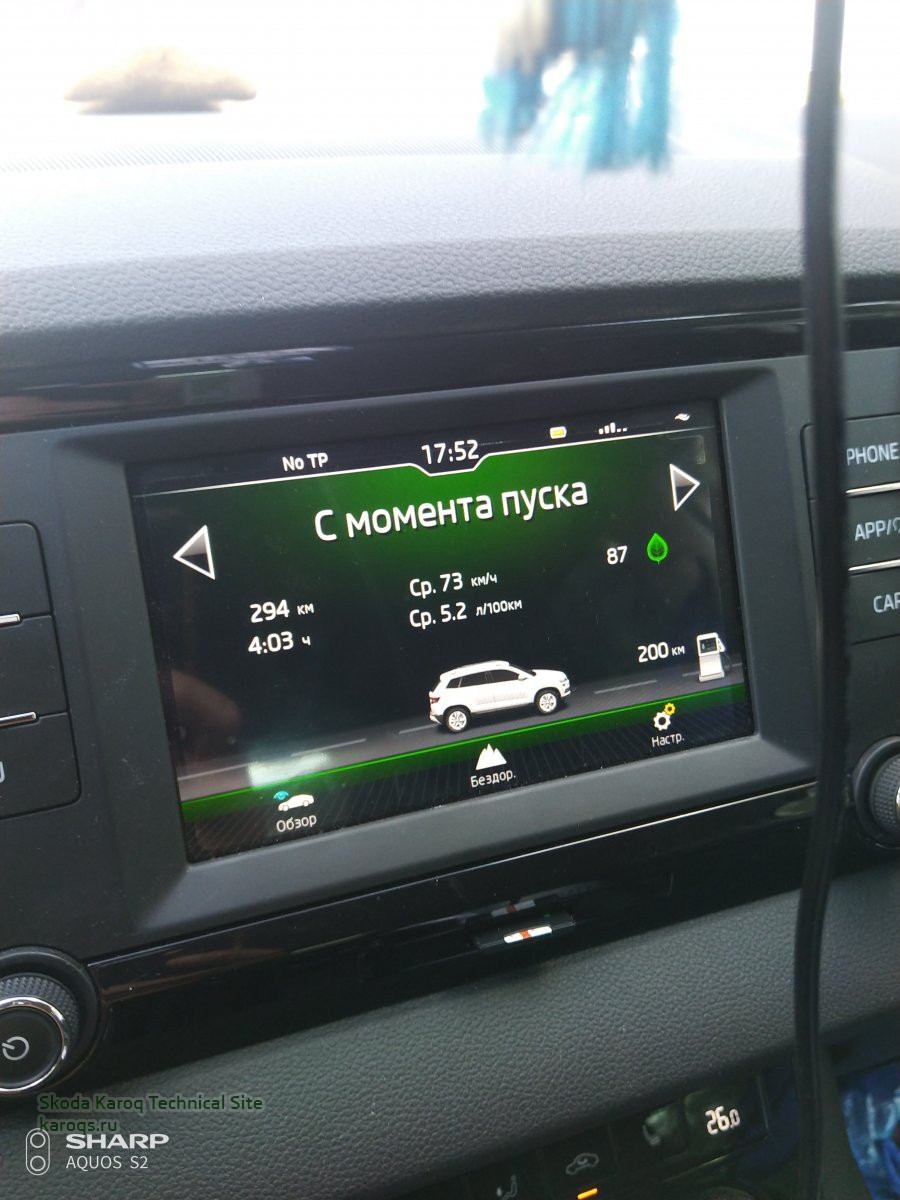 No TP
17:52
С момента пуска
87
Ср. 73 км/ч
Ср. 5.2 л/100км
294 км
4:03 ч
200 км
Обзор
Бездор.
Настр.
PHONE
APP/
CAR
26.0
Skoda Karoq Technical Site
karoqs.ru
SHARP
AQUOS S2